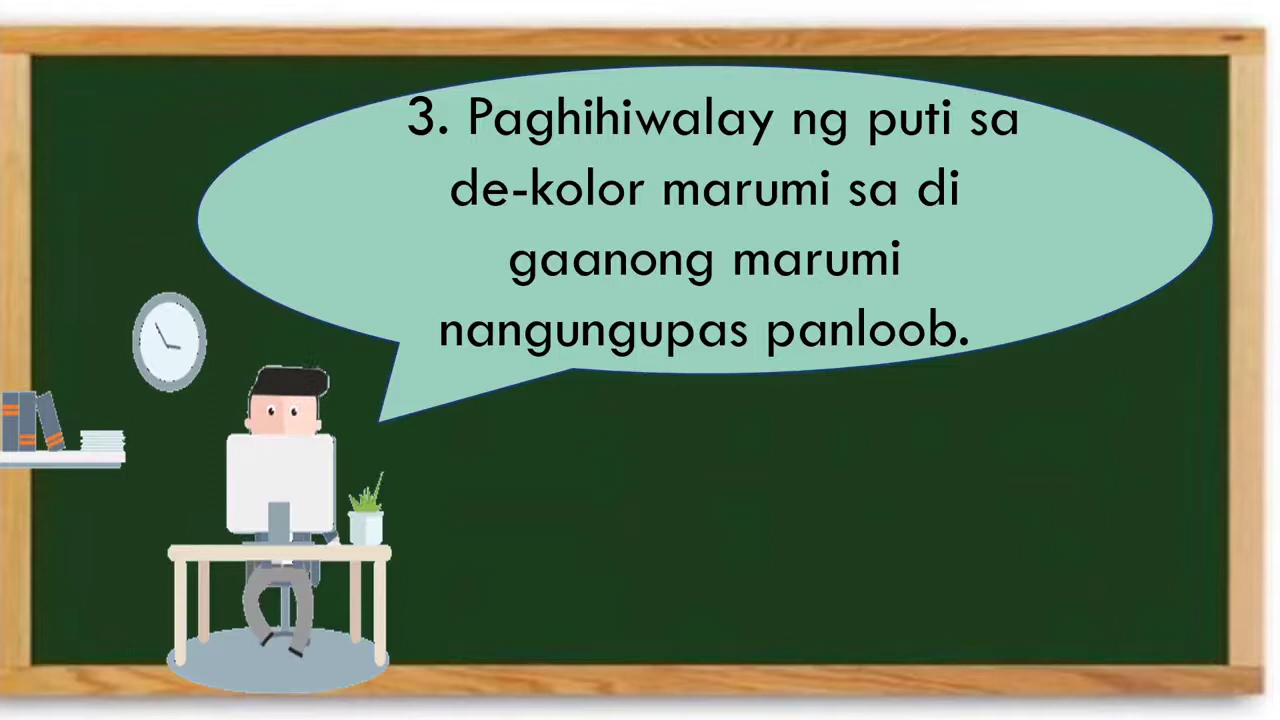 3. Paghihiwalay ng puti sa
de-kolor marumi sa di
gaanong marumi
nangungupas panloob.